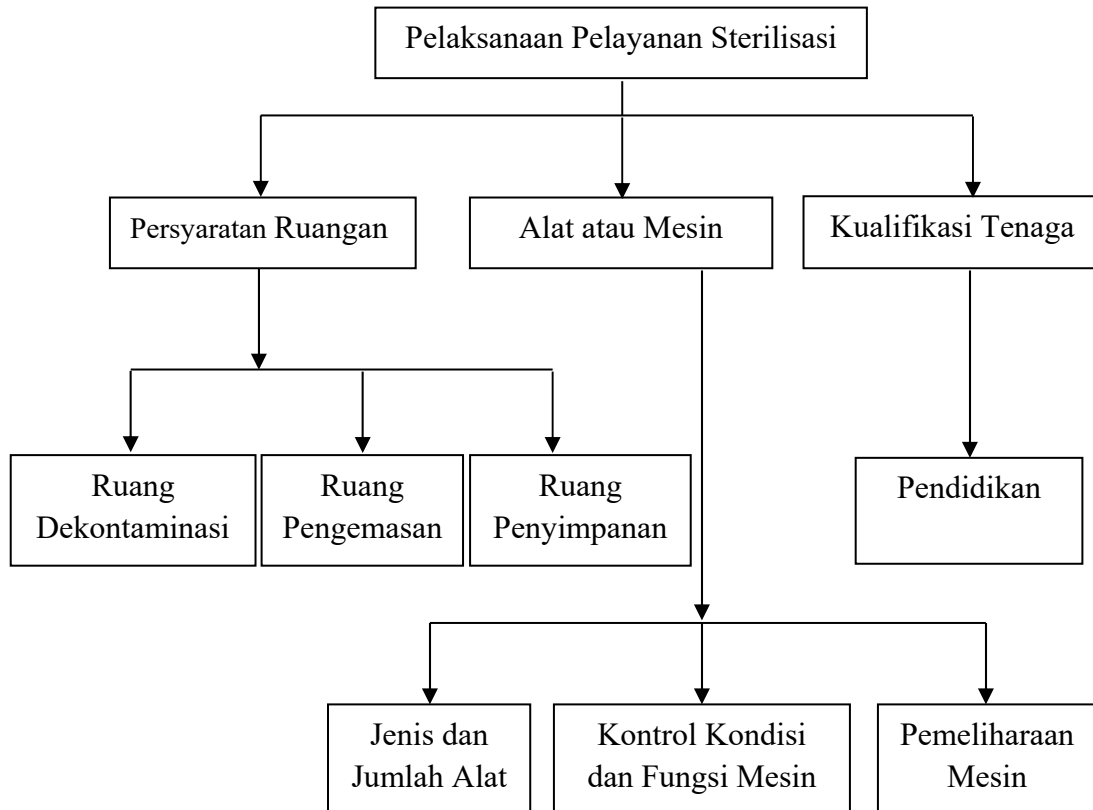 Pelaksanaan Pelayanan Sterilisasi
Persyaratan Ruangan
Alat atau Mesin
Kualifikasi Tenaga
Ruang
Dekontaminasi
Ruang
Pengemasan
Ruang
Penyimpanan
Pendidikan
Jenis dan
Jumlah Alat
Kontrol Kondisi
dan Fungsi Mesin
Pemeliharaan
Mesin